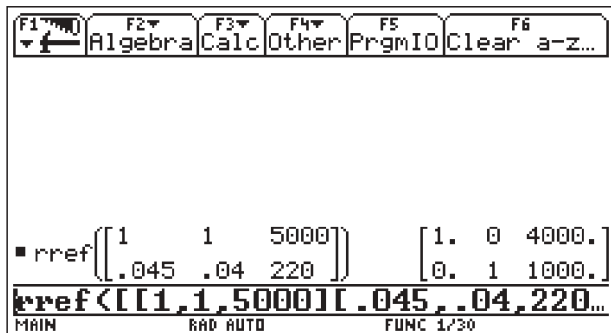 F1 F2 F3 F4 F5 F6
Algebra Calc Other PrgmIO Clear a-z…
▪ rref([1 1 5000] [1. 0 4000.]
[.045 .04 220]) [0. 1 1000.]
rref([[1,1,5000][.045,.04,220…
MAIN RAD AUTO FUNC 1/30